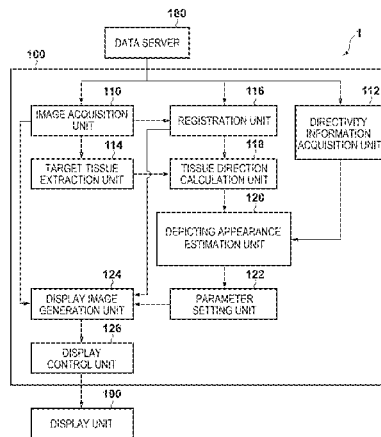 180
DATA SERVER
1
100
110
IMAGE ACQUISITION
UNIT
116
REGISTRATION UNIT
112
DIRECTIVITY
INFORMATION
ACQUISITION UNIT
114
TARGET TISSUE
EXTRACTION UNIT
118
TISSUE DIRECTION
CALCULATION UNIT
120
DEPICTING APPEARANCE
ESTIMATION UNIT
124
DISPLAY IMAGE
GENERATION UNIT
122
PARAMETER
SETTING UNIT
126
DISPLAY
CONTROL UNIT
190
DISPLAY UNIT